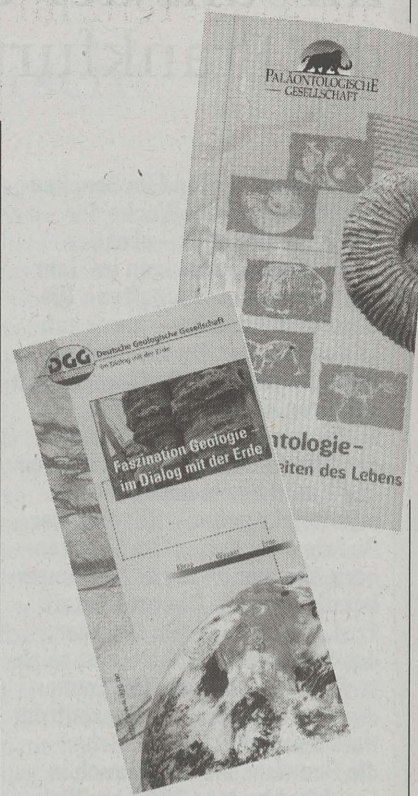 PALÄONTOLOGISCHE
GESELLSCHAFT
ntologie–
eiten des Lebens
DGG
Deutsche Geologische Gesellschaft
Im Dialog mit der Erde
Faszination Geologie –
im Dialog mit der Erde
Wasser